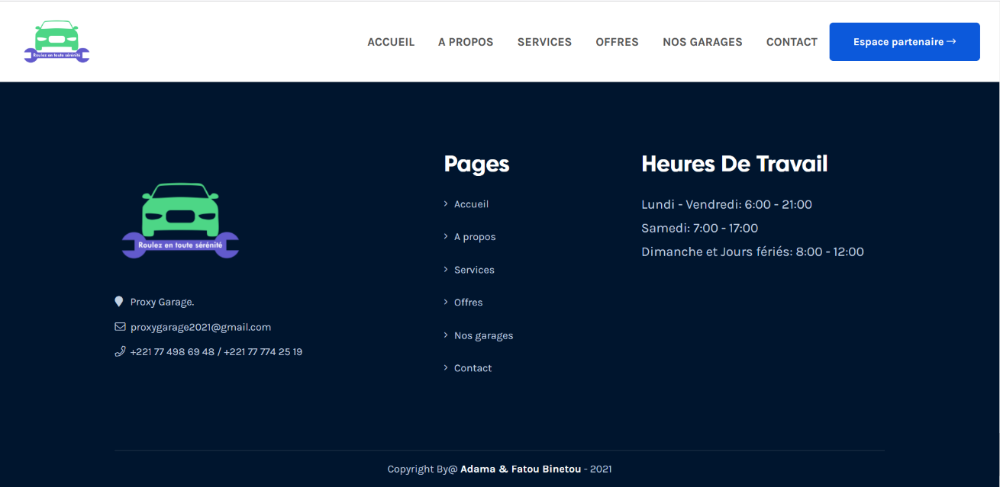 Roulez en toute sérénité
ACCUEIL A PROPOS SERVICES OFFRES NOS GARAGES CONTACT Espace partenaire →
Roulez en toute sérénité
Proxy Garage.
proxygarage2021@gmail.com
+221 77 498 69 48 / +221 77 774 25 19
Pages
Accueil
A propos
Services
Offres
Nos garages
Contact
Heures De Travail
Lundi - Vendredi: 6:00 - 21:00
Samedi: 7:00 - 17:00
Dimanche et Jours fériés: 8:00 - 12:00
Copyright By@ Adama & Fatou Binetou - 2021